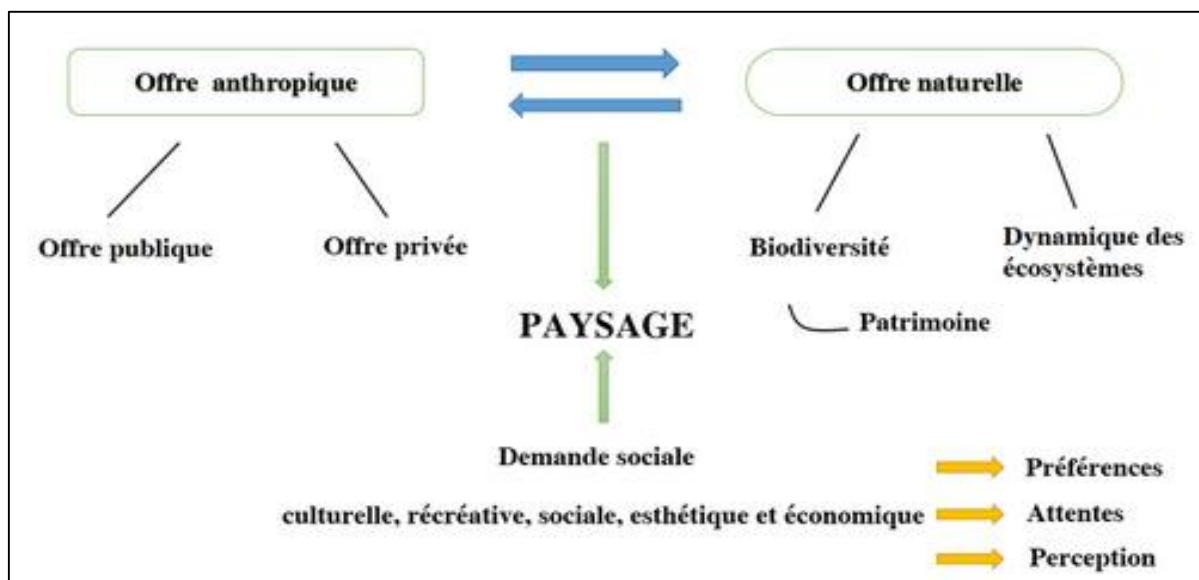 Offre anthropique
Offre naturelle
Offre publique
Offre privée
Biodiversité
Dynamique des
écosystèmes
Patrimoine
PAYSAGE
Demande sociale
culturelle, récréative, sociale, esthétique et économique
Préférences
Attentes
Perception